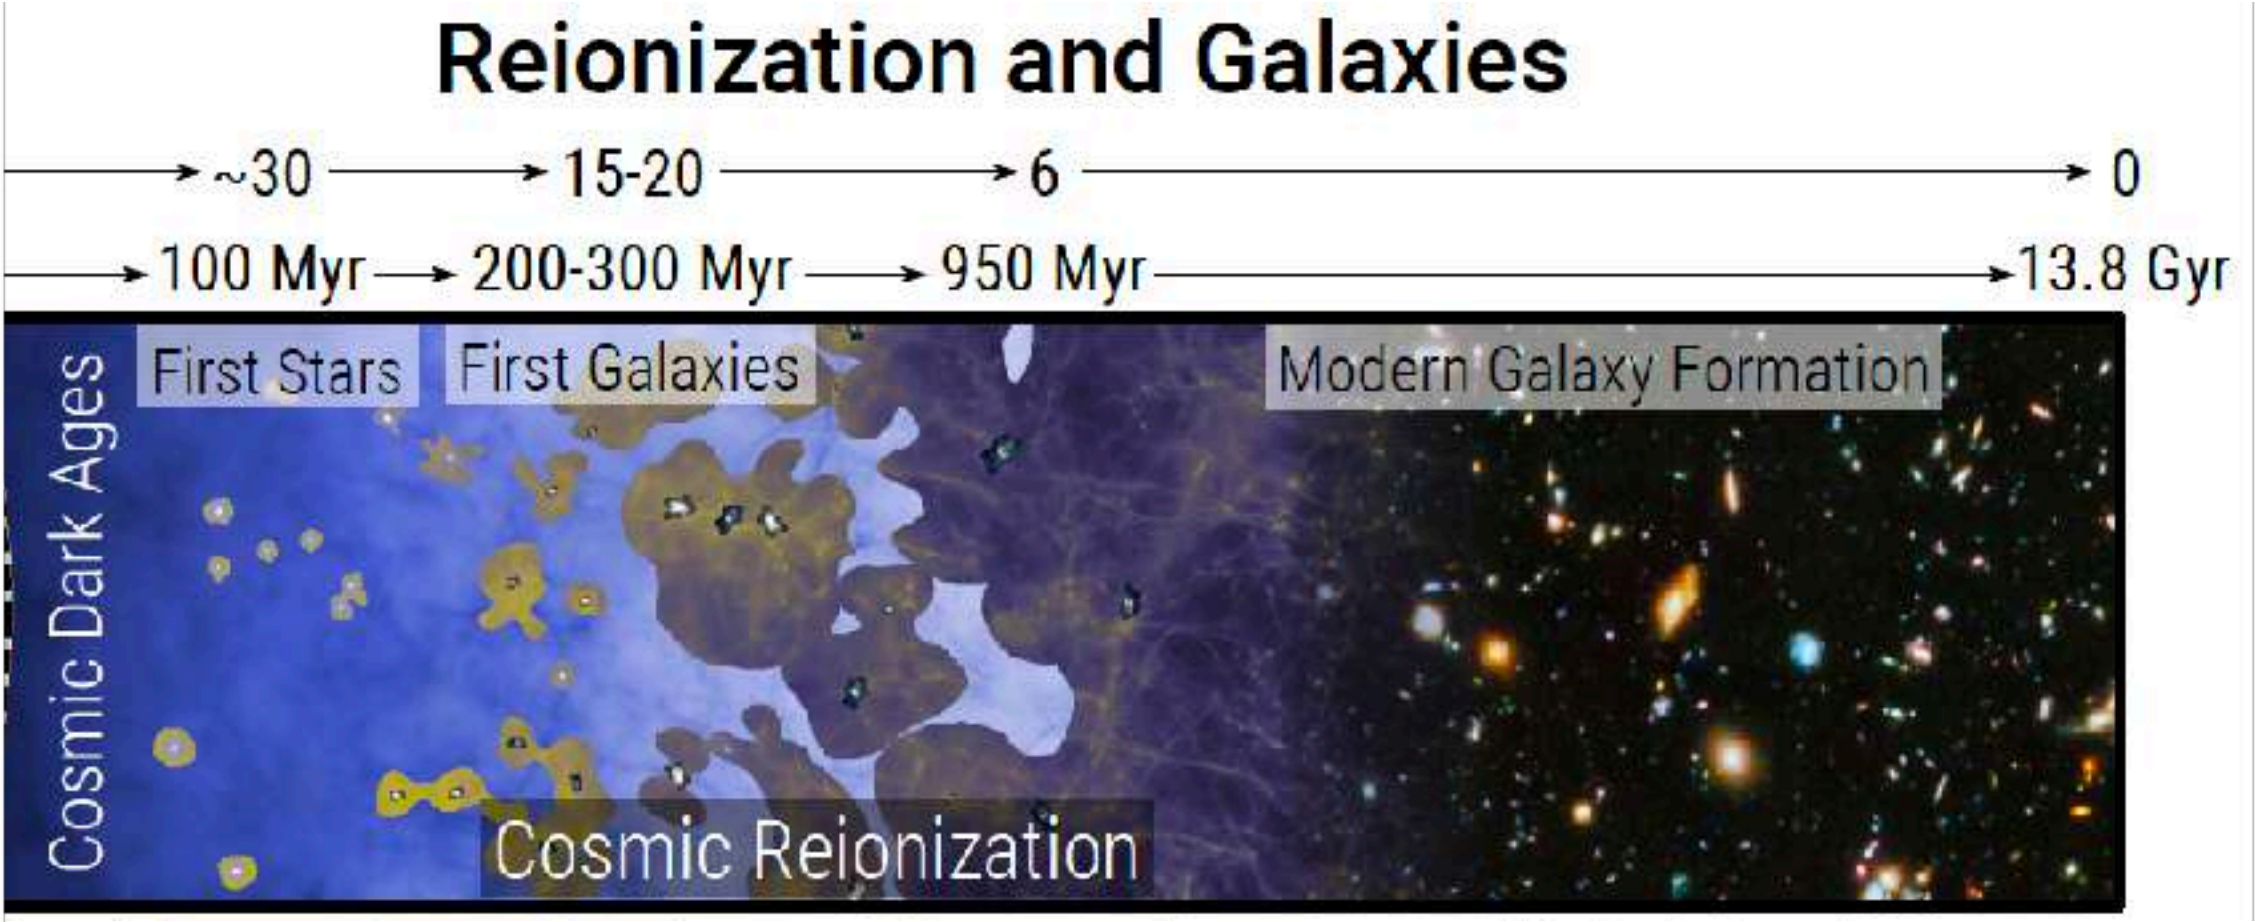 Reionization and Galaxies
~30 15-20 6 0
100 Myr 200-300 Myr 950 Myr 13.8 Gyr
First Stars First Galaxies Modern Galaxy Formation
Cosmic Dark Ages
Cosmic Reionization